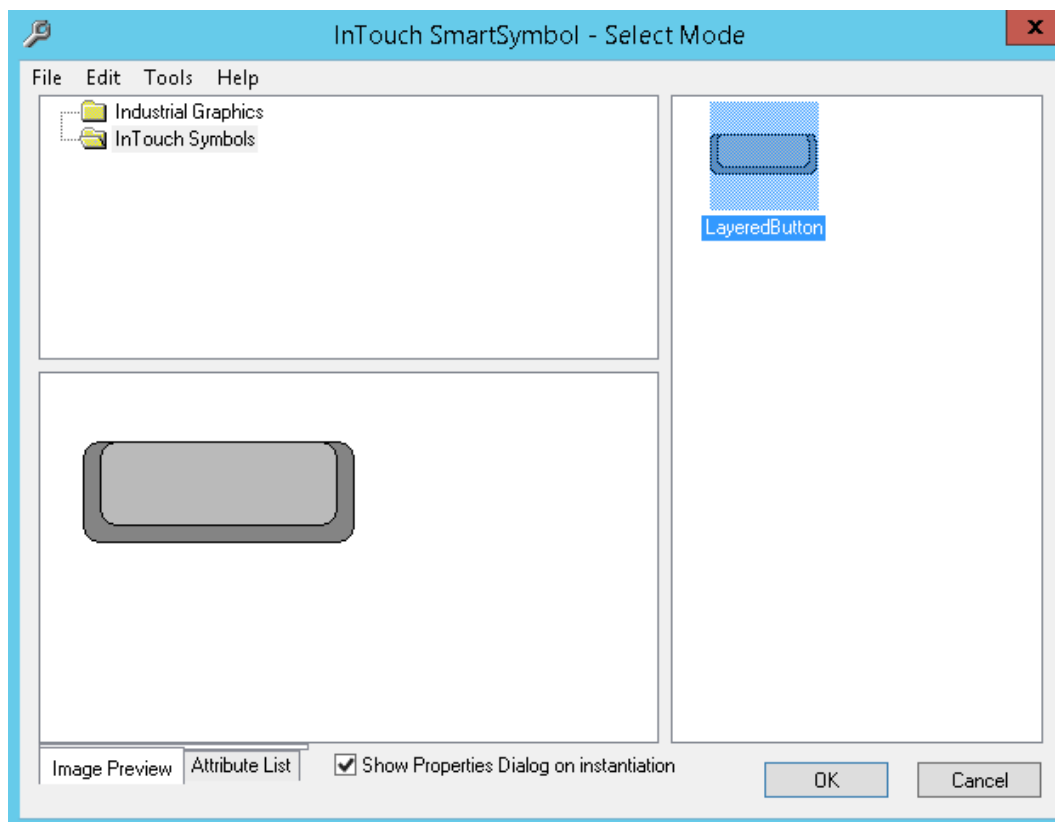 InTouch SmartSymbol - Select Mode
x
File Edit Tools Help
Industrial Graphics
InTouch Symbols
LayeredButton
Image Preview Attribute List Show Properties Dialog on instantiation
OK Cancel